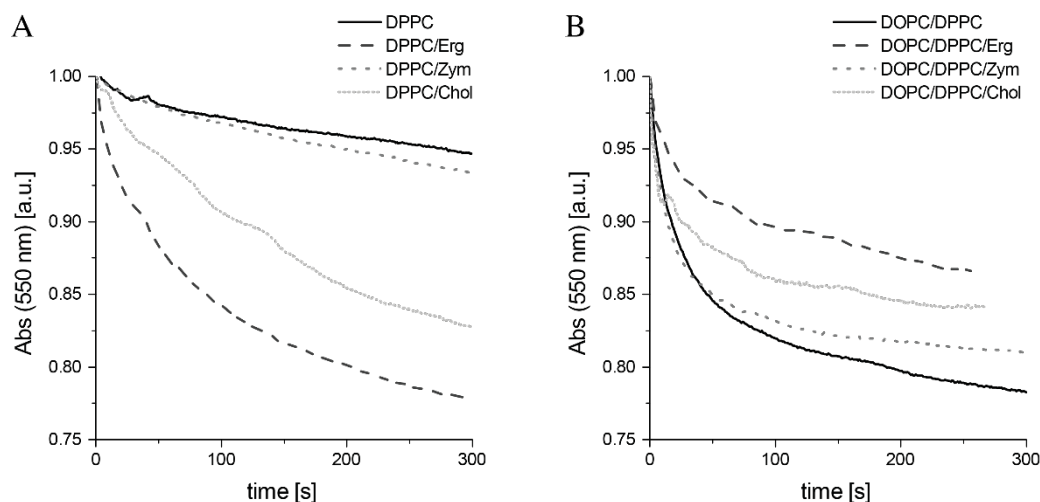 A
DPPC
DPPC/Erg
DPPC/Zym
DPPC/Chol
Abs (550 nm) [a.u.]
1.00
0.95
0.90
0.85
0.80
0.75
0
100
200
300
time [s]
B
DOPC/DPPC
DOPC/DPPC/Erg
DOPC/DPPC/Zym
DOPC/DPPC/Chol
Abs (550 nm) [a.u.]
1.00
0.95
0.90
0.85
0.80
0.75
0
100
200
300
time [s]